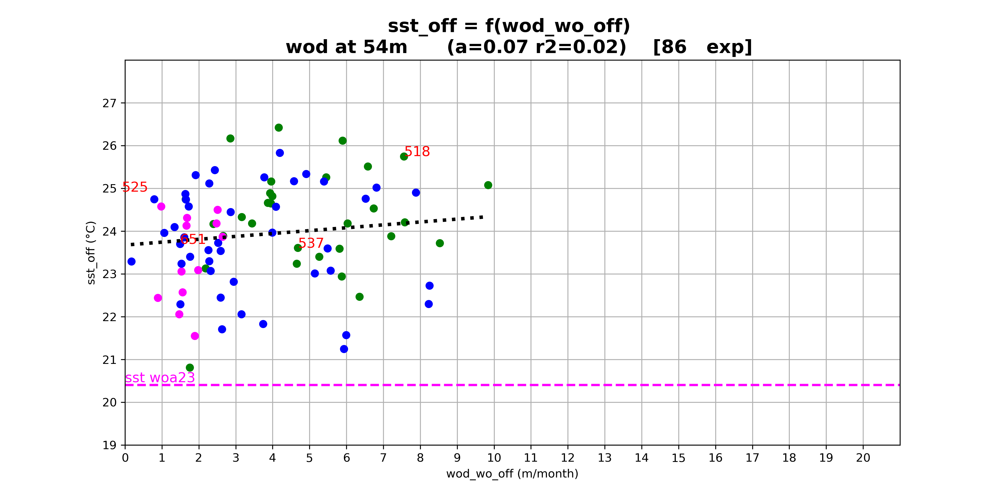 sst_off = f(wod_wo_off)
wod at 54m (a=0.07 r2=0.02) [86 exp]
27
26
518
25
525
24
651
537
23
22
21
sst woa23
20
19
sst_off (°C)
0 1 2 3 4 5 6 7 8 9 10 11 12 13 14 15 16 17 18 19 20
wod_wo_off (m/month)